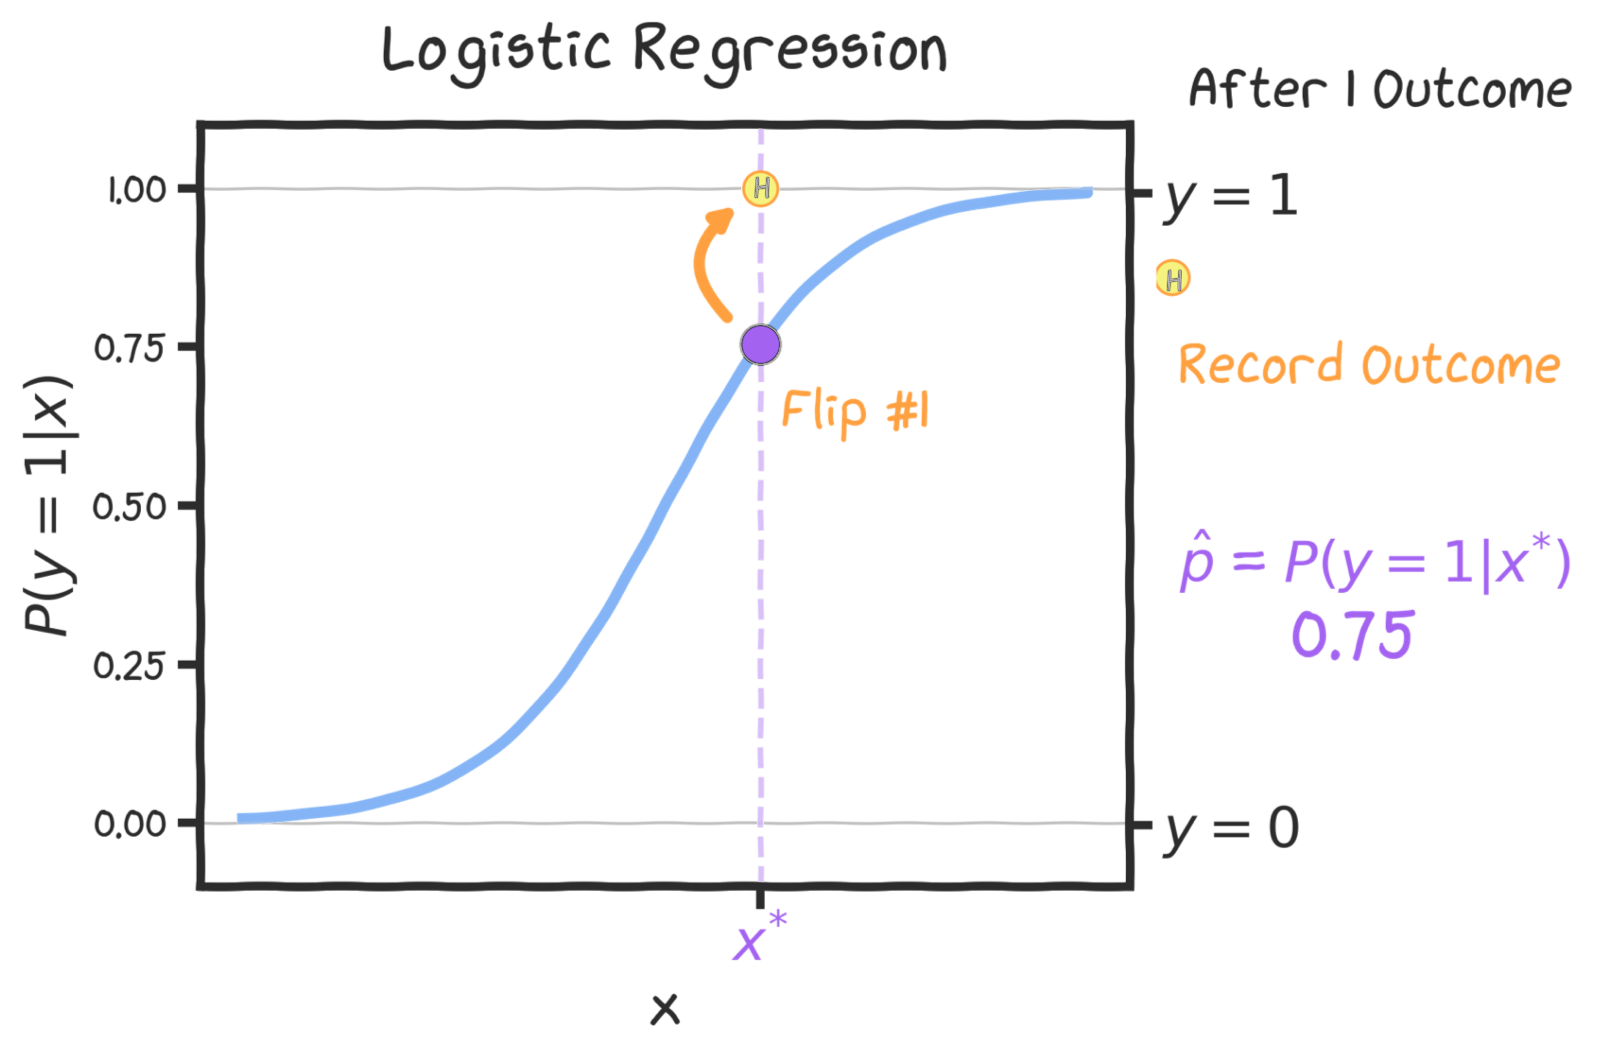 Logistic Regression
After 1 Outcome
P(y = 1|x)
1.00
0.75
0.50
0.25
0.00
H
Flip #1
y = 1
H
Record Outcome
p̂ = P(y = 1|x*)
0.75
y = 0
x*
x